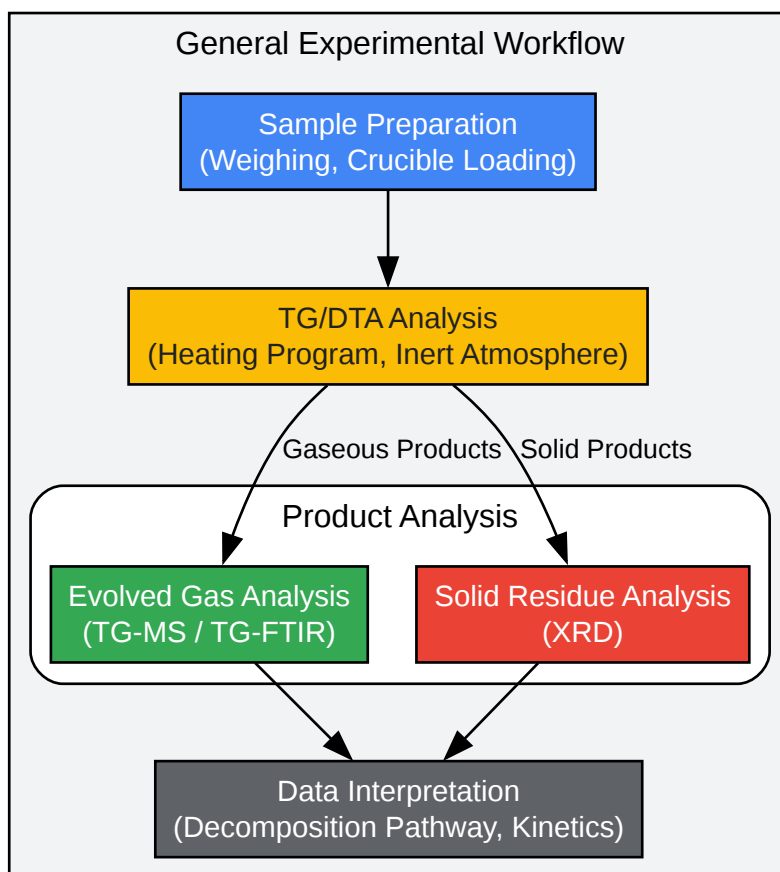 General Experimental Workflow
Sample Preparation
(Weighing, Crucible Loading)
TG/DTA Analysis
(Heating Program, Inert Atmosphere)
Gaseous Products
Solid Products
Product Analysis
Evolved Gas Analysis
(TG-MS / TG-FTIR)
Solid Residue Analysis
(XRD)
Data Interpretation
(Decomposition Pathway, Kinetics)